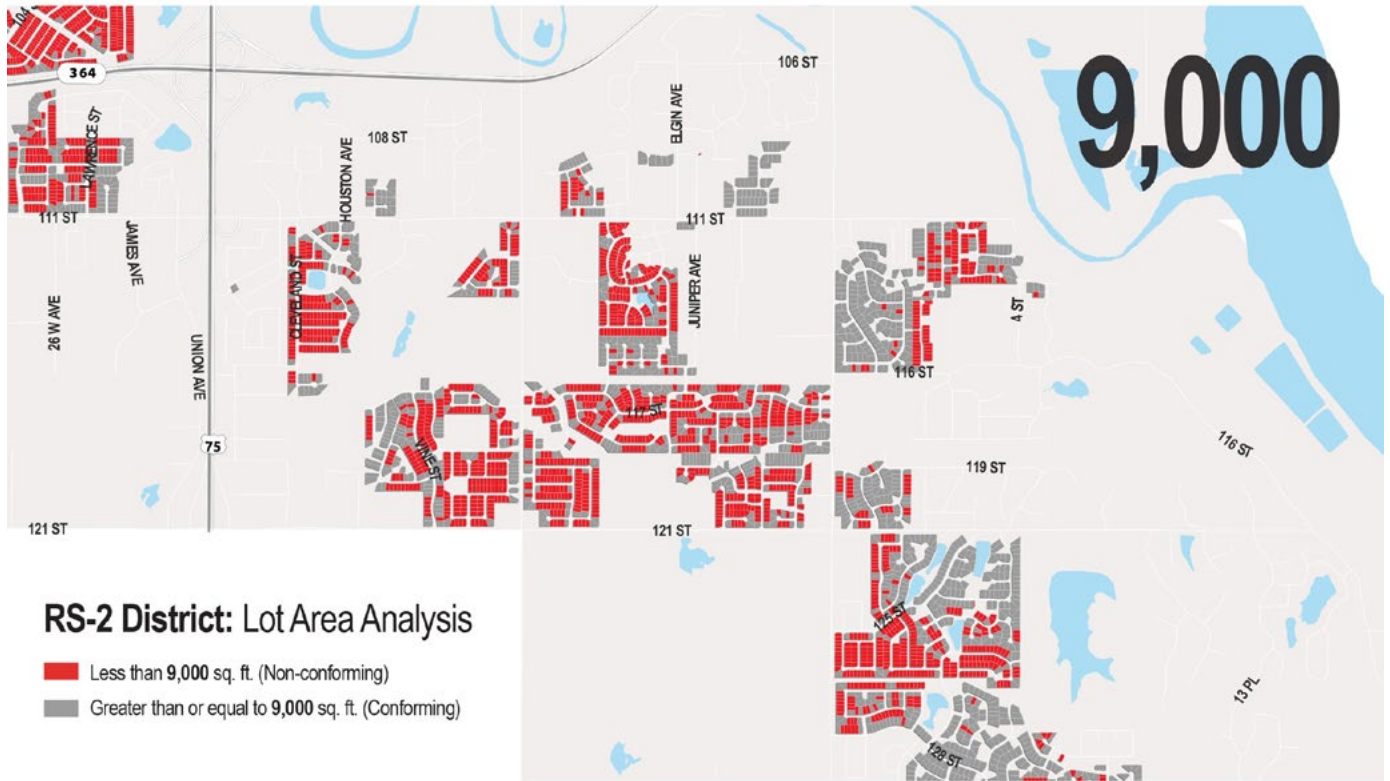 104 S
364
106 ST
9,000
ELGIN AVE
LAWRENCE ST
108 ST
HOUSTON AVE
111 ST
111 ST
JAMES AVE
CLEVELAND ST
JUNIPER AVE
4 ST
26 W AVE
UNION AVE
116 ST
117 ST
75
VINE ST
116 ST
119 ST
121 ST
121 ST
RS-2 District: Lot Area Analysis
125 ST
Less than 9,000 sq. ft. (Non-conforming)
Greater than or equal to 9,000 sq. ft. (Conforming)
13 PL
128 ST